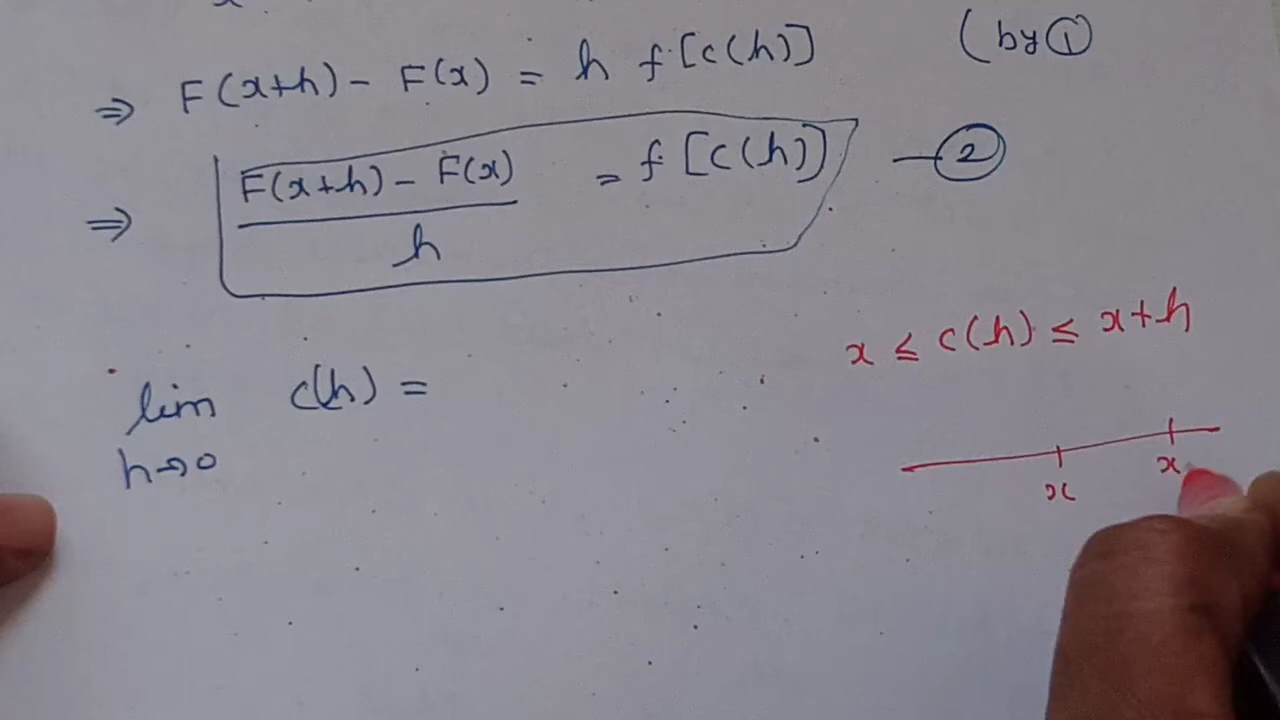 ⇒ F(x+h) - F(x) = h f[c(h)] (by ①
⇒ F(x+h) - F(x) / h = f[c(h)] — ②
x ≤ c(h) ≤ x+h
lim h→0 c(h) =
x x